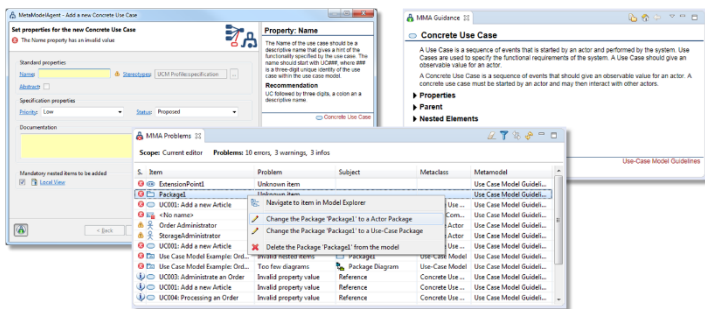 MetaModelAgent - Add a new Concrete Use Case
Set properties for the new Concrete Use Case
The Name property has an invalid value
Standard properties
Name:
Stereotypes: UCM Profile:specification ...
Abstract:
Specification properties
Priority: Low
Status: Proposed
Documentation
Mandatory nested items to be added
Local View
< Back
Property: Name
The Name of the use case should be a
descriptive name that gives a hint of the
functionality specified by the use case. The
name should start with UC###, where ###
is a three-digit unique identity of the use
case within the use case model.
Recommendation
UC followed by three digits, a colon an a
descriptive name
Concrete Use Case
MMA Guidence
Concrete Use Case
A Use Case is a sequence of events that is started by an actor and performed by the system. Use
Cases are used to specify the functional requirements of the system. A Use Case should give an
observable value for an actor.
A Concrete Use Case is a sequence of events that should give an observable value for an actor. A
concrete use case must be started by an actor and may then interact with other actors.
Properties
Parent
Nested Elements
Use-Case Model Guidelines
MMA Problems
Scope: Current editor Problems: 10 errors, 3 warnings, 3 infos
S. Item Problem Subject Metaclass Metamodel
ExtensionPoint1 Unknown item Use Case Model Guideli...
Package1 Unknown item Use Case Model Guideli...
UC001: Add a new Article Use ... Use Case Model Guideli...
<No name> Com... Use Case Model Guideli...
Order Administrator Actor Use Case Model Guideli...
StorageAdministrator Actor Use Case Model Guideli...
UC001: Add a new Article Use ... Use Case Model Guideli...
Use Case Model Example: Ord... Invalid nested items Package1 Use-Case Model Use Case Model Guideli...
Use Case Model Example: Ord... Too few diagrams Package Diagram Use-Case Model Use Case Model Guideli...
UC003: Administrate an Order Invalid property value Reference Concrete Use ... Use Case Model Guideli...
UC001: Add a new Article Invalid property value Reference Concrete Use ... Use Case Model Guideli...
UC004: Processing an Order Invalid property value Reference Concrete Use ... Use Case Model Guideli...
Navigate to item in Model Explorer
Change the Package 'Package1' to a Actor Package
Change the Package 'Package1' to a Use-Case Package
Delete the Package 'Package1' from the model